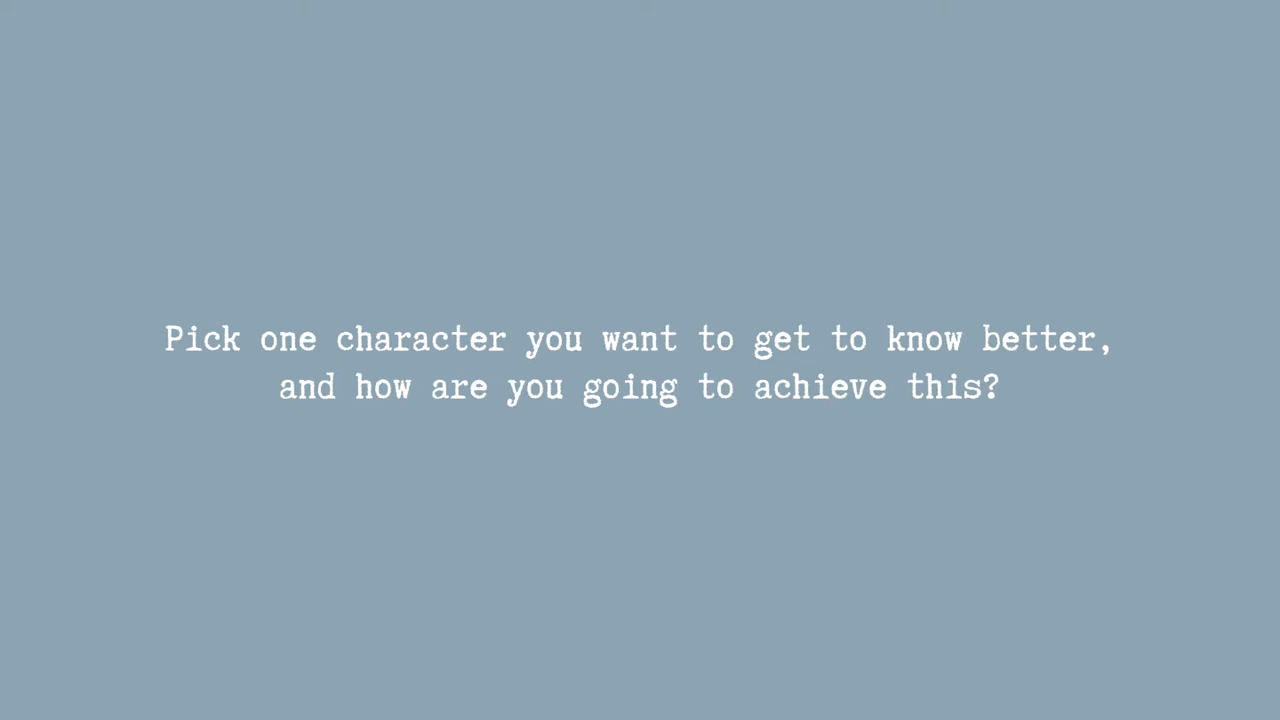 Pick one character you want to get to know better,
and how are you going to achieve this?